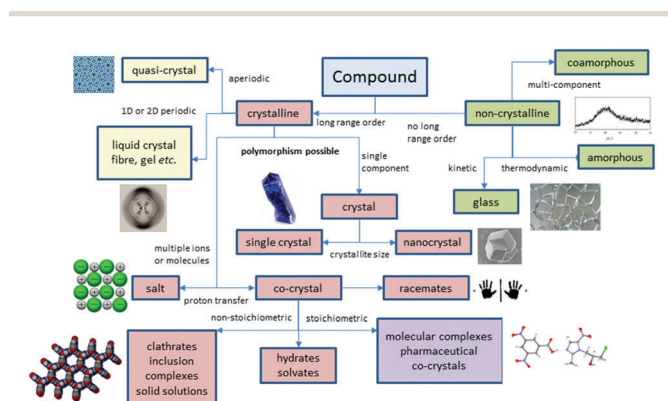 Compound
coamorphous
multi-component
quasi-crystal
aperiodic
crystalline
long range order
no long
range order
non-crystalline
1D or 2D periodic
liquid crystal
fibre, gel etc.
polymorphism possible
single
component
kinetic
thermodynamic
amorphous
glass
crystal
single crystal
nanocrystal
crystallite size
multiple ions
or molecules
salt
proton transfer
co-crystal
racemates
non-stoichiometric
stoichiometric
clathrates
inclusion
complexes
solid solutions
hydrates
solvates
molecular complexes
pharmaceutical
co-crystals